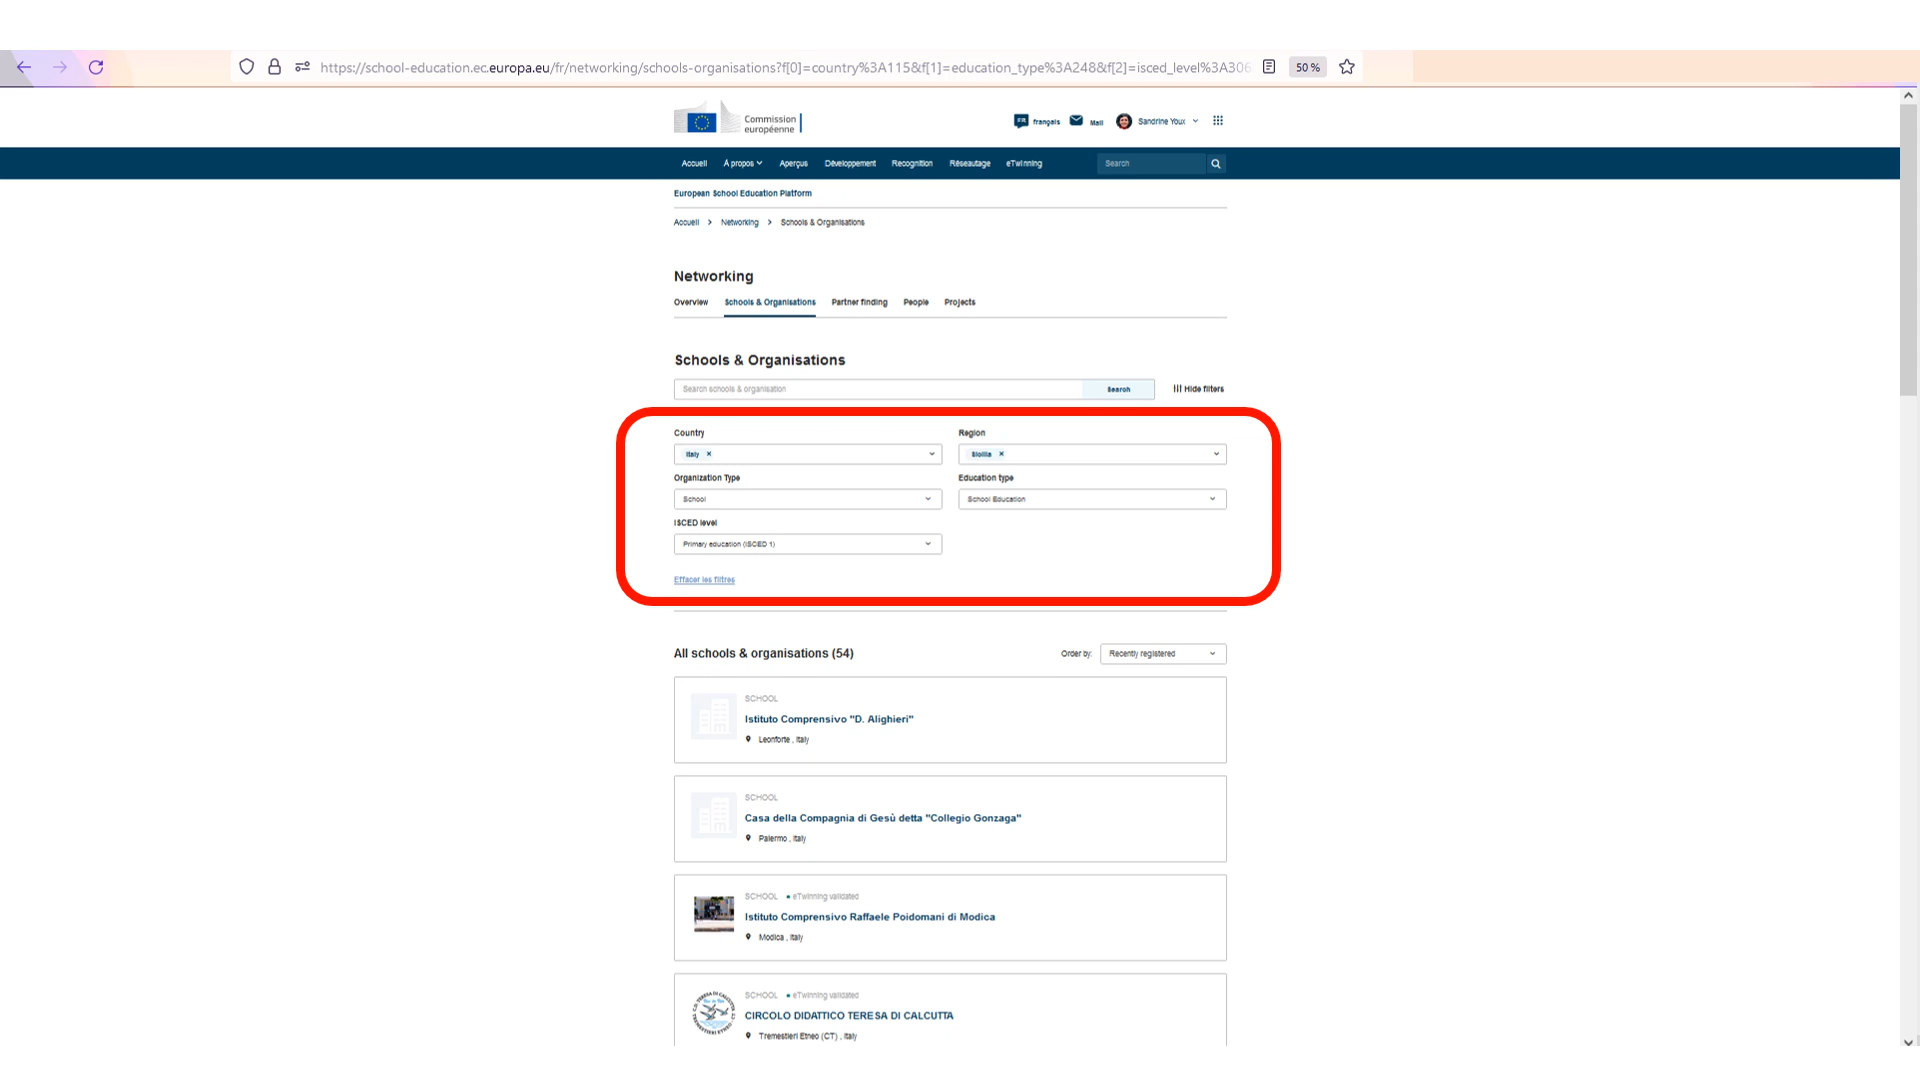 https://school-education.ec.europa.eu/fr/networking/schools-organisations?f[0]=country%3A115&f[1]=education_type%3A248&f[2]=isced_level%3A306
50 %
Commission
européenne
FR français Mail Sandrine Youx
Accueil À propos Aperçus Développement Recognition Réseautage eTwinning Search
European School Education Platform
Accueil > Networking > Schools & Organisations
Networking
Overview Schools & Organisations Partner finding People Projects
Schools & Organisations
Search schools & organisation Search Hide filters
Country Region
Italy × Sicilia ×
Organization Type Education type
School School Education
ISCED level
Primary education (ISCED 1)
Effacer les filtres
All schools & organisations (54) Order by: Recently registered
SCHOOL
Istituto Comprensivo "D. Alighieri"
Leonforte , Italy
SCHOOL
Casa della Compagnia di Gesù detta "Collegio Gonzaga"
Palermo , Italy
SCHOOL • eTwinning validated
Istituto Comprensivo Raffaele Poidomani di Modica
Modica , Italy
SCHOOL • eTwinning validated
CIRCOLO DIDATTICO TERESA DI CALCUTTA
Tremestieri Etneo (CT) , Italy